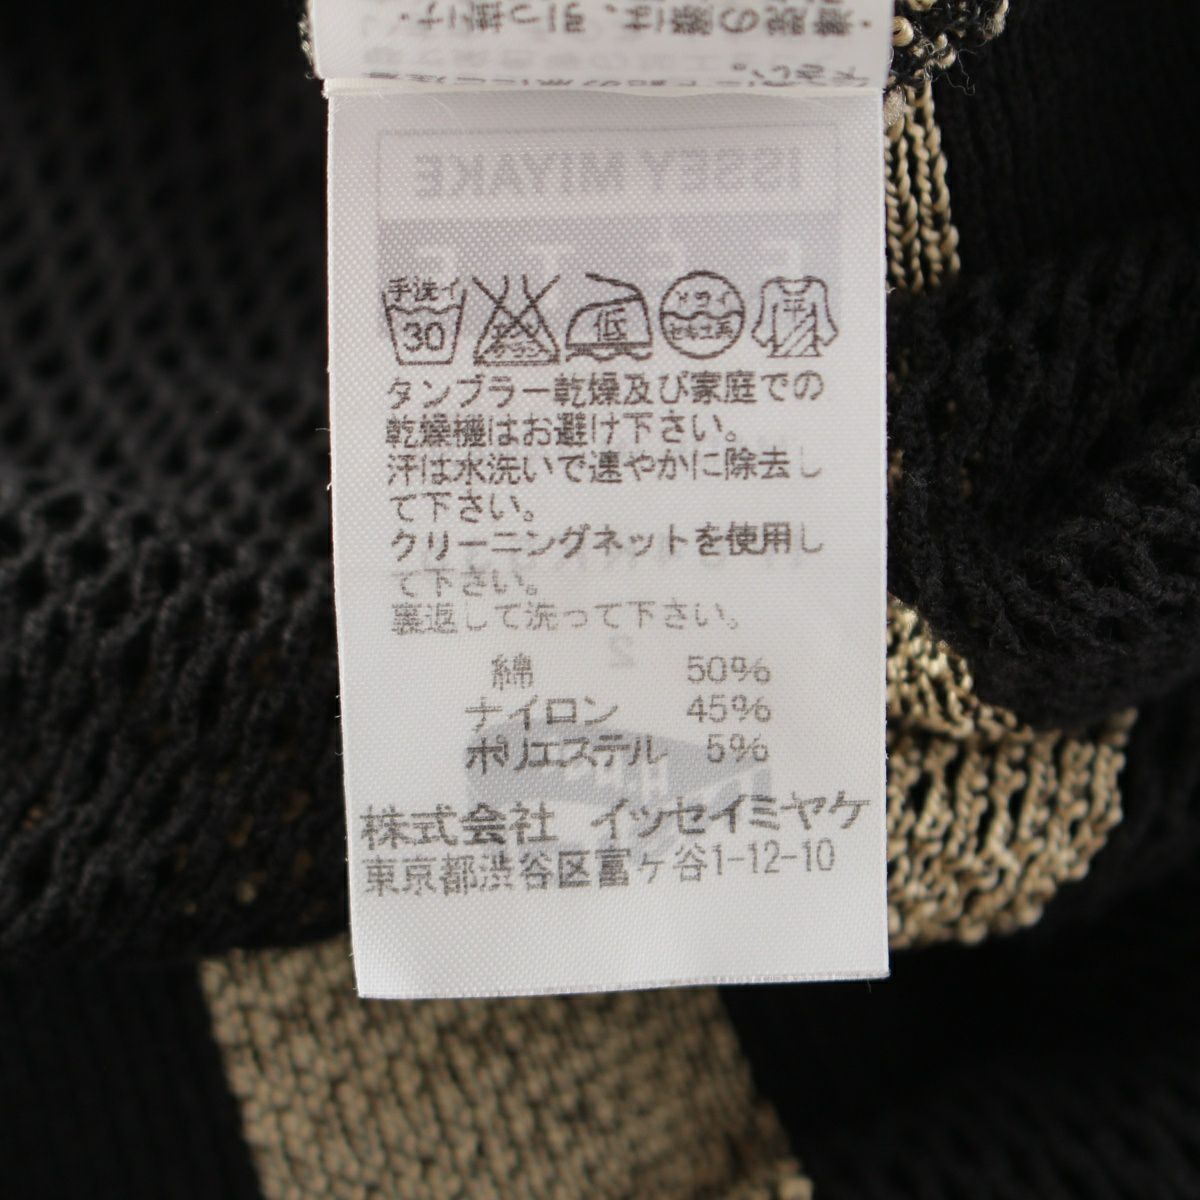 手洗イ
30
低
ドライ
セキユ系
平
タンブラー乾燥及び家庭での
乾燥機はお避け下さい。
汗は水洗いで速やかに除去し
て下さい。
クリーニングネットを使用し
て下さい。
裏返して洗って下さい。
綿 50%
ナイロン 45%
ポリエステル 5%
株式会社 イッセイミヤケ
東京都渋谷区富ヶ谷1-12-10
ISSEY MIYAKE
2